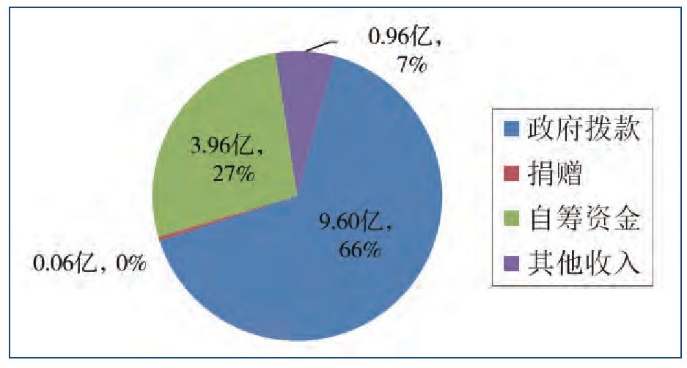 0.96亿，
7%
3.96亿，
27%
9.60亿，
66%
0.06亿，0%
政府拨款
捐赠
自筹资金
其他收入